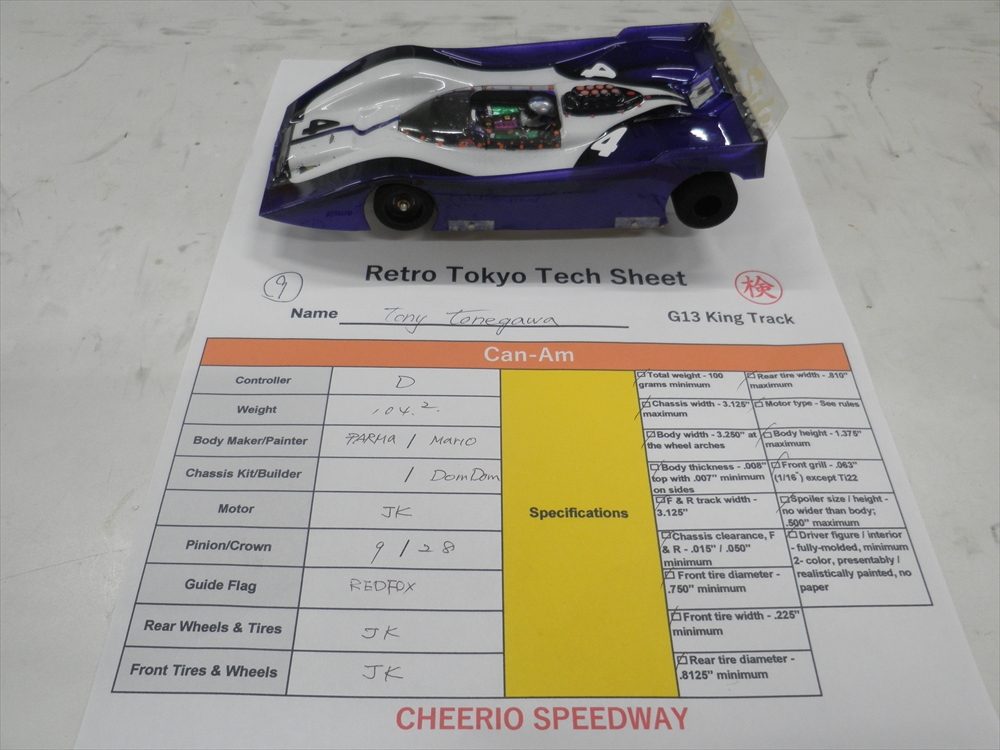 4
4
4
Retro Tokyo Tech Sheet
9
検
Name Tony Tonegawa
G13 King Track
Can-Am
Controller D
Weight 104.2.
Body Maker/Painter PARMA / Mario
Chassis Kit/Builder / DomDom
Motor JK
Pinion/Crown 9 / 28
Guide Flag REDFOX
Rear Wheels & Tires JK
Front Tires & Wheels JK
Specifications
Total weight - 100
grams minimum
Chassis width - 3.125"
maximum
Body width - 3.250" at
the wheel arches
Body thickness - .008"
top with .007" minimum
on sides
F & R track width -
3.125"
Chassis clearance, F
& R - .015" / .050"
minimum
Front tire diameter -
.750" minimum
Front tire width - .225"
minimum
Rear tire diameter -
.8125" minimum
Rear tire width - .810"
maximum
Motor type - See rules
Body height - 1.375"
maximum
Front grill - .063"
(1/16") except Ti22
Spoiler size / height -
no wider than body;
.500" maximum
Driver figure / interior
- fully-molded, minimum
2- color, presentably /
realistically painted, no
paper
CHEERIO SPEEDWAY